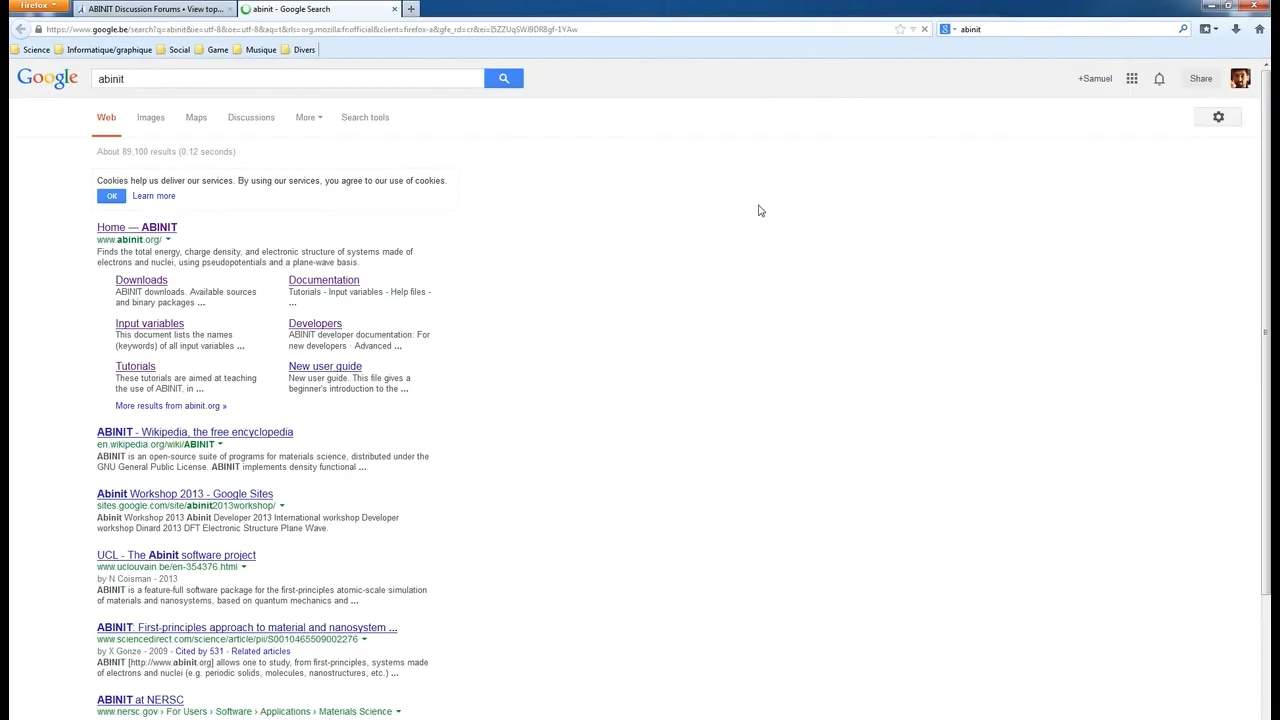 Firefox
ABINIT Discussion Forums • View top...
abinit - Google Search
https://www.google.be/search?q=abinit&ie=utf-8&oe=utf-8&aq=t&rls=org.mozilla:fr:official&client=firefox-a&gfe_rd=cr&ei=
abinit
Science
Informatique/graphique
Social
Game
Musique
Divers
Google
abinit
+Samuel
Share
Web
Images
Maps
Discussions
More
Search tools
About 89,100 results (0.12 seconds)
Cookies help us deliver our services. By using our services, you agree to our use of cookies.
OK
Learn more
Home — ABINIT
www.abinit.org/
Finds the total energy, charge density, and electronic structure of systems made of
electrons and nuclei, using pseudopotentials and a plane-wave basis.
Downloads
ABINIT downloads. Available sources
and binary packages ...
Documentation
Tutorials - Input variables - Help files -
...
Input variables
This document lists the names
(keywords) of all input variables ...
Developers
ABINIT developer documentation: For
new developers · Advanced ...
Tutorials
These tutorials are aimed at teaching
the use of ABINIT, in ...
New user guide
New user guide. This file gives a
beginner's introduction to the ...
More results from abinit.org »
ABINIT - Wikipedia, the free encyclopedia
en.wikipedia.org/wiki/ABINIT
ABINIT is an open-source suite of programs for materials science, distributed under the
GNU General Public License. ABINIT implements density functional ...
Abinit Workshop 2013 - Google Sites
sites.google.com/site/abinit2013workshop/
Abinit Workshop 2013 Abinit Developer 2013 International workshop Developer
workshop Dinard 2013 DFT Electronic Structure Plane Wave.
UCL - The Abinit software project
www.uclouvain.be/en-354376.html
by N Coisman - 2013
ABINIT is a feature-full software package for the first-principles atomic-scale simulation
of materials and nanosystems, based on quantum mechanics and ...
ABINIT: First-principles approach to material and nanosystem ...
www.sciencedirect.com/science/article/pii/S0010465509002276
by X Gonze - 2009 - Cited by 531 - Related articles
ABINIT [http://www.abinit.org] allows one to study, from first-principles, systems made
of electrons and nuclei (e.g. periodic solids, molecules, nanostructures, etc.) ...
ABINIT at NERSC
www.nersc.gov › For Users › Software › Applications › Materials Science